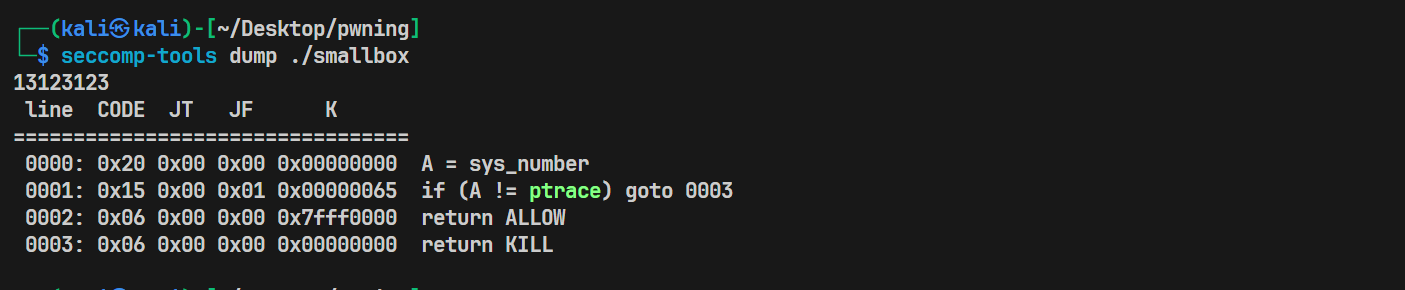 ┌──(kali㉿kali)-[~/Desktop/pwning]
└─$ seccomp-tools dump ./smallbox
13123123
 line  CODE  JT   JF      K
=================================
 0000: 0x20 0x00 0x00 0x00000000  A = sys_number
 0001: 0x15 0x00 0x01 0x00000065  if (A != ptrace) goto 0003
 0002: 0x06 0x00 0x00 0x7fff0000  return ALLOW
 0003: 0x06 0x00 0x00 0x00000000  return KILL